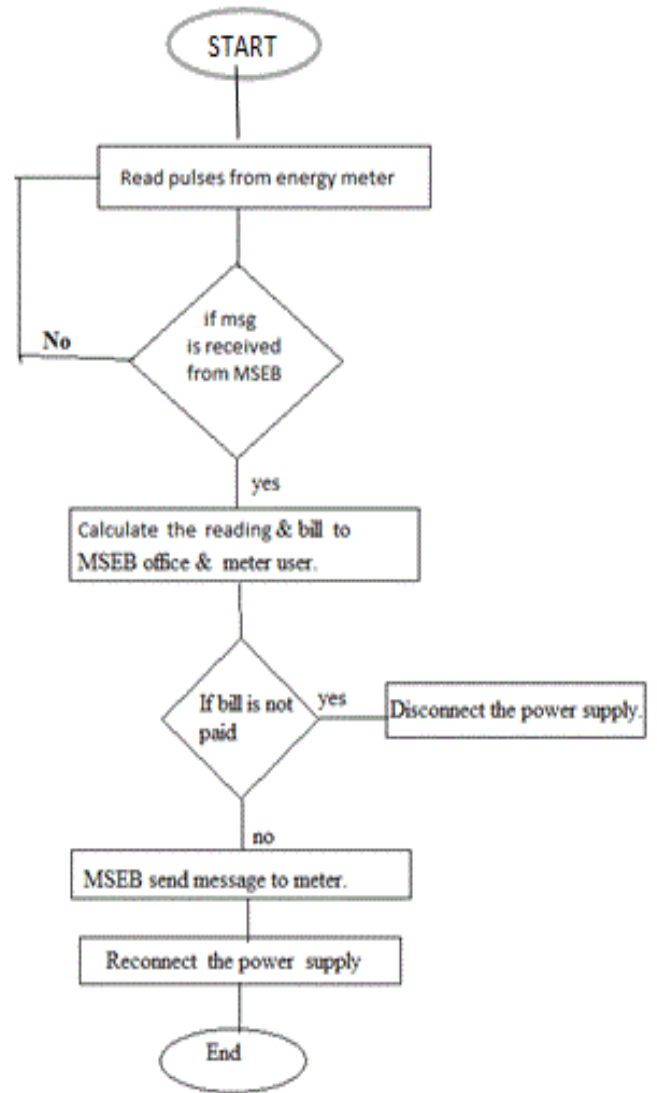 START
Read pulses from energy meter
if msg
is received
from MSEB
No
yes
Calculate the reading & bill to
MSEB office & meter user.
If bill is not
paid
yes
Disconnect the power supply.
no
MSEB send message to meter.
Reconnect the power supply
End